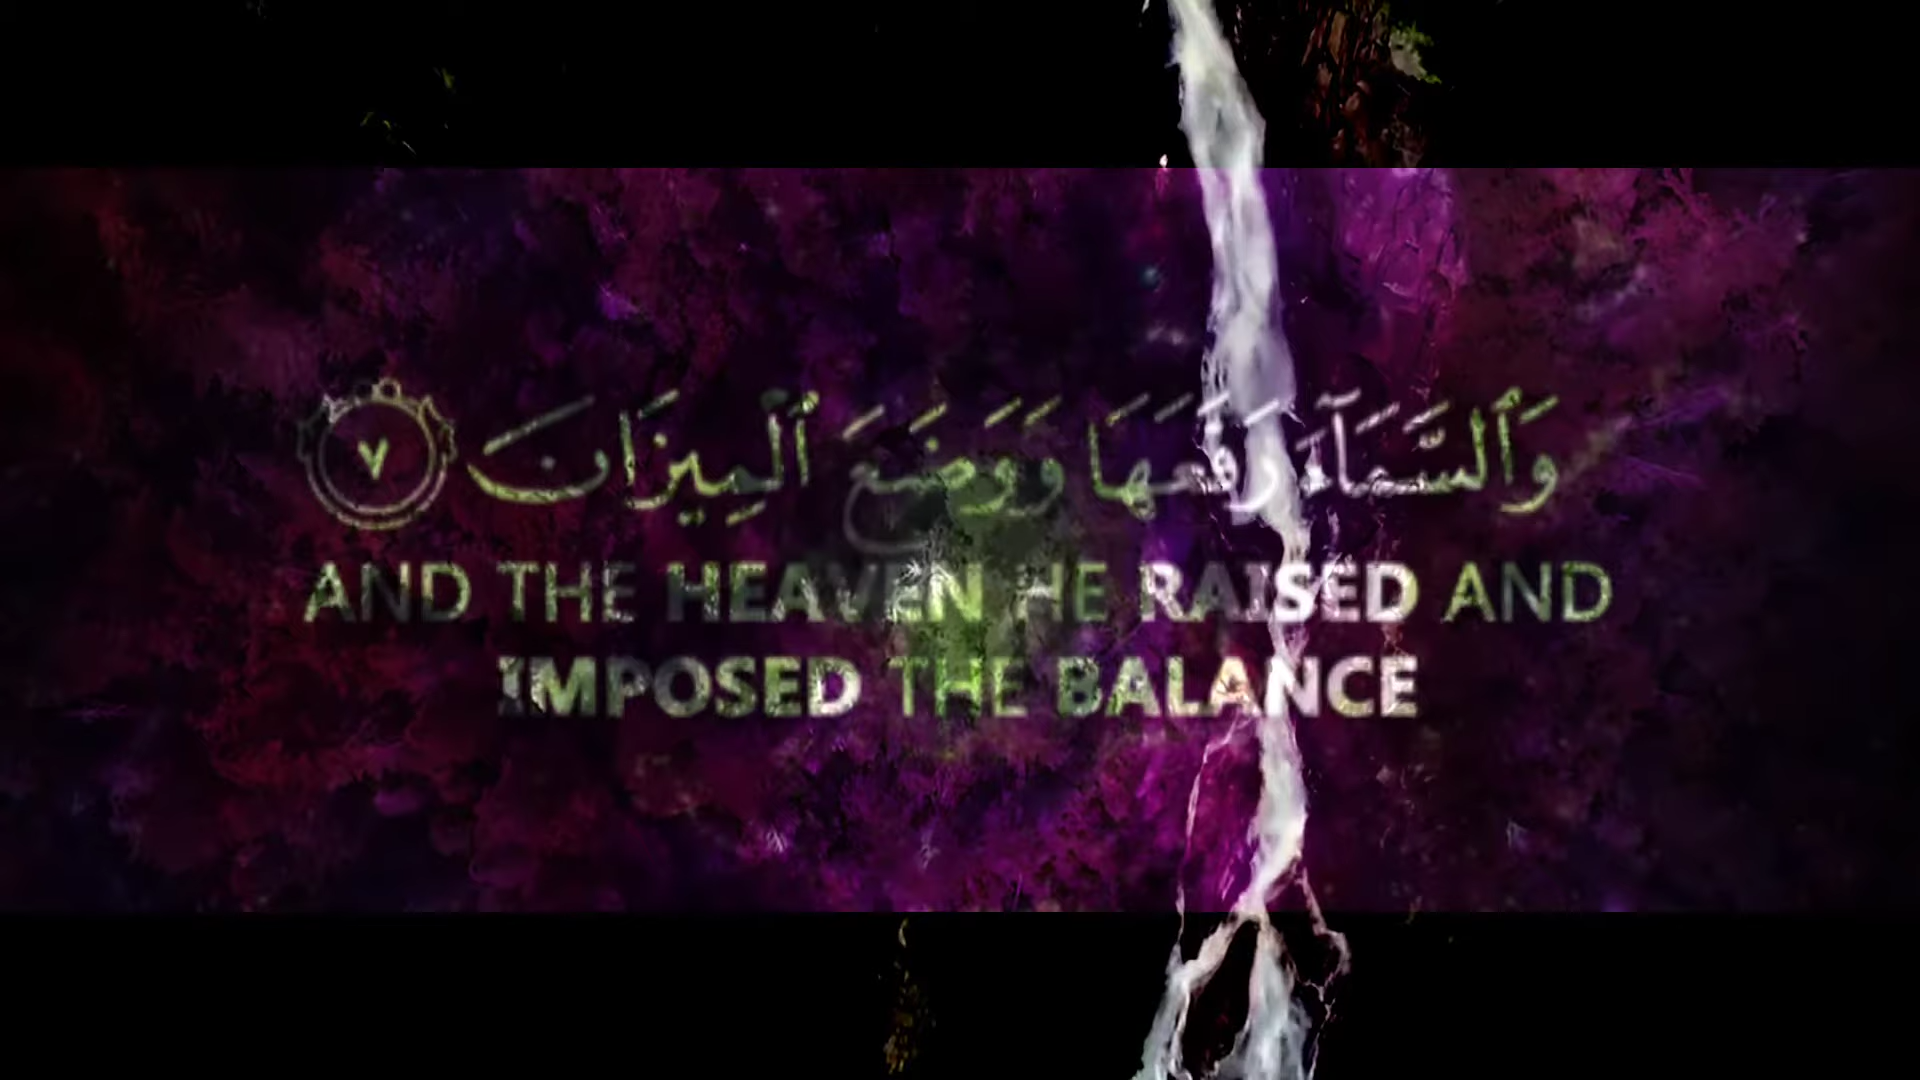 وَٱلسَّمَآءَ رَفَعَهَا وَوَضَعَ ٱلْمِيزَانَ ٧
AND THE HEAVEN HE RAISED AND
IMPOSED THE BALANCE